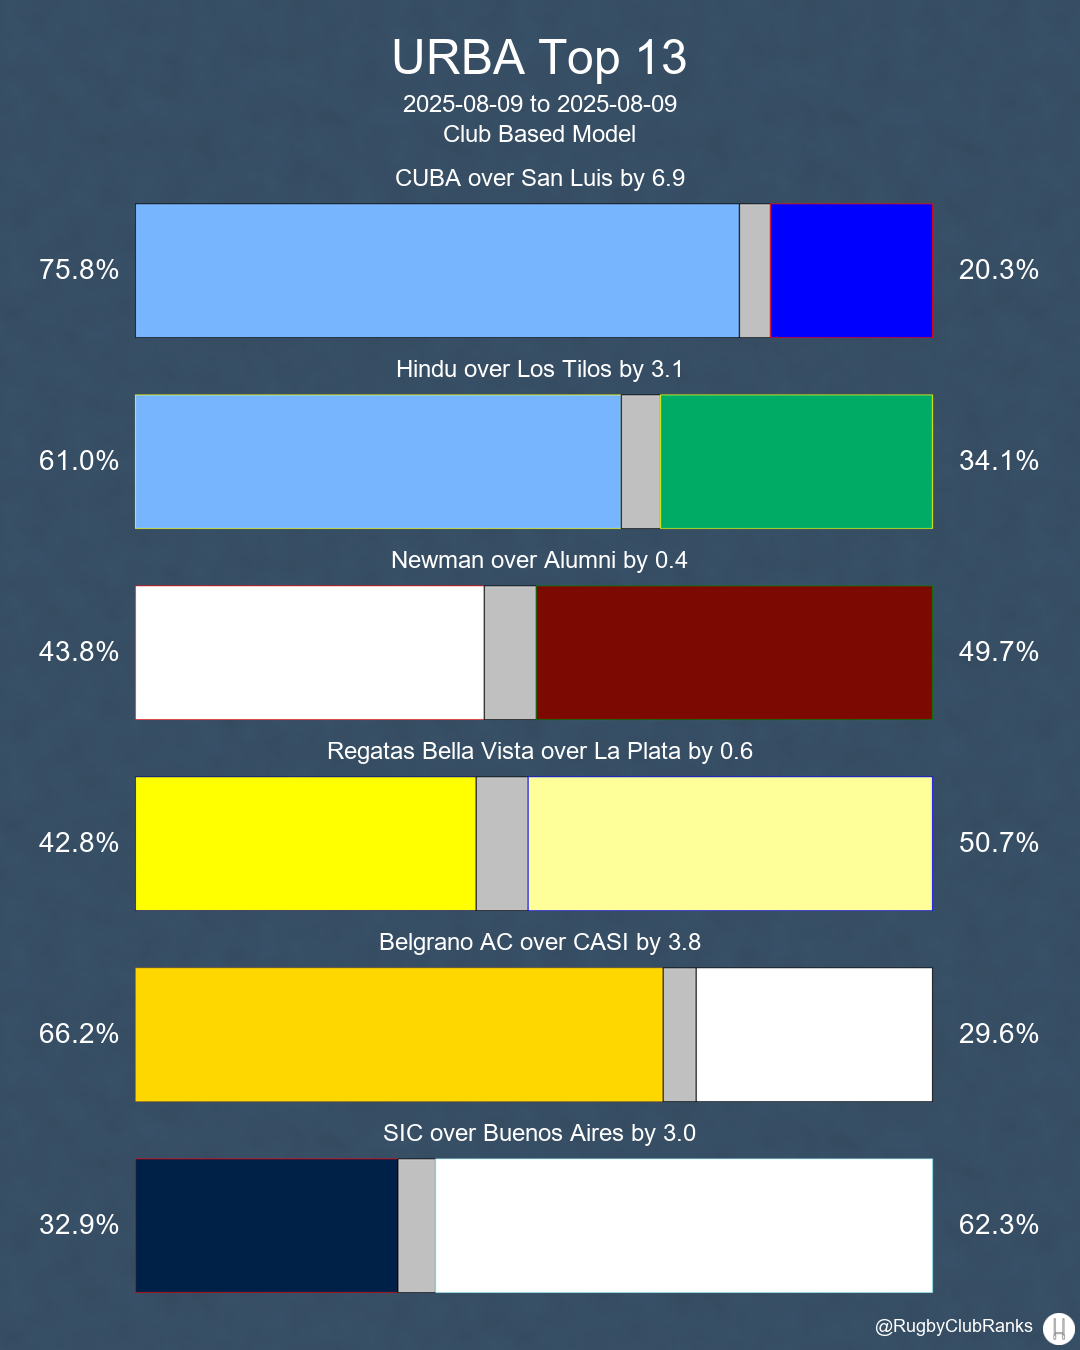 URBA Top 13
2025-08-09 to 2025-08-09
Club Based Model
CUBA over San Luis by 6.9
75.8%
20.3%
Hindu over Los Tilos by 3.1
61.0%
34.1%
Newman over Alumni by 0.4
43.8%
49.7%
Regatas Bella Vista over La Plata by 0.6
42.8%
50.7%
Belgrano AC over CASI by 3.8
66.2%
29.6%
SIC over Buenos Aires by 3.0
32.9%
62.3%
@RugbyClubRanks